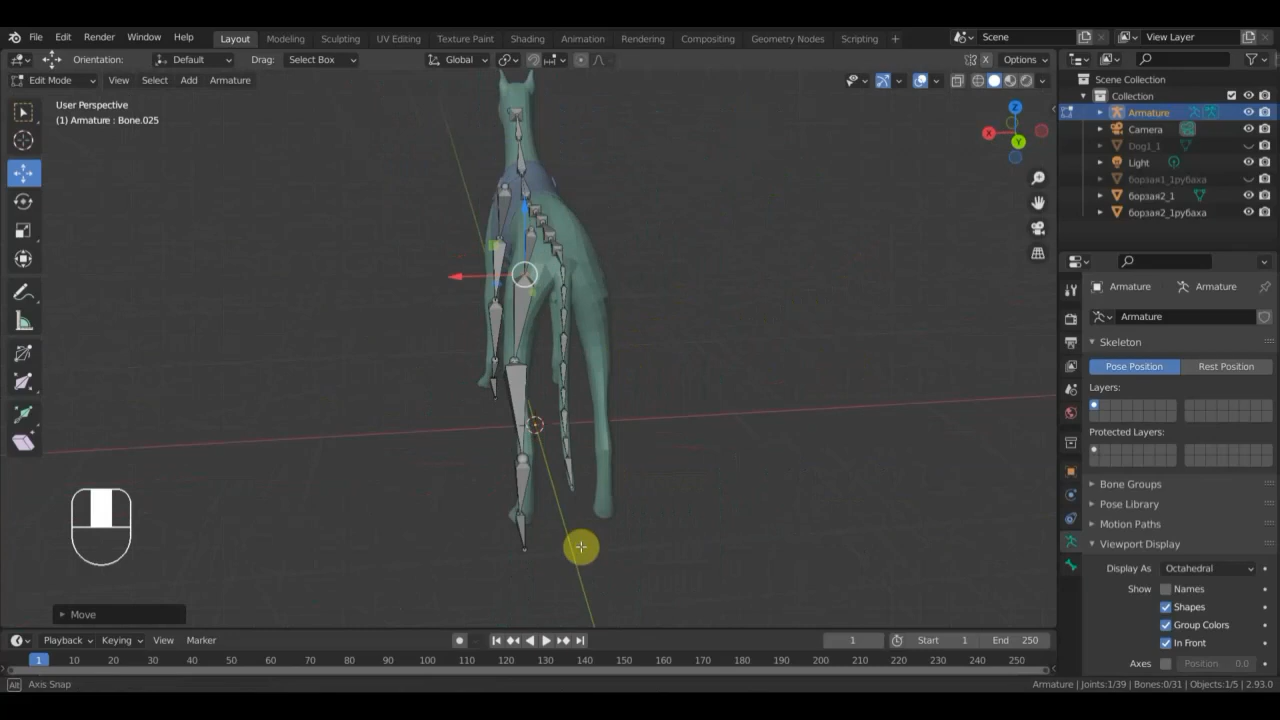 File Edit Render Window Help Layout Modeling Sculpting UV Editing Texture Paint Shading Animation Rendering Compositing Geometry Nodes Scripting + Scene View Layer
Orientation: Default Drag: Select Box Global X Options
Edit Mode View Select Add Armature
Scene Collection
Collection
Armature
Camera
Dog1_1
Light
борзая1_1рубаха
борзая2_1
борзая2_1рубаха
User Perspective
(1) Armature : Bone.025
Z
X
Y
Armature Armature
Armature
Skeleton
Pose Position Rest Position
Layers:
Protected Layers:
Bone Groups
Pose Library
Motion Paths
Viewport Display
Display As Octahedral
Show Names
Shapes
Group Colors
In Front
Axes Position 0.0
Move
Playback Keying View Marker 1 Start 1 End 250
1 10 20 30 40 50 60 70 80 90 100 110 120 130 140 150 160 170 180 190 200 210 220 230 240 250
Alt Axis Snap Armature | Joints:1/39 | Bones:0/31 | Objects:1/5 | 2.93.0